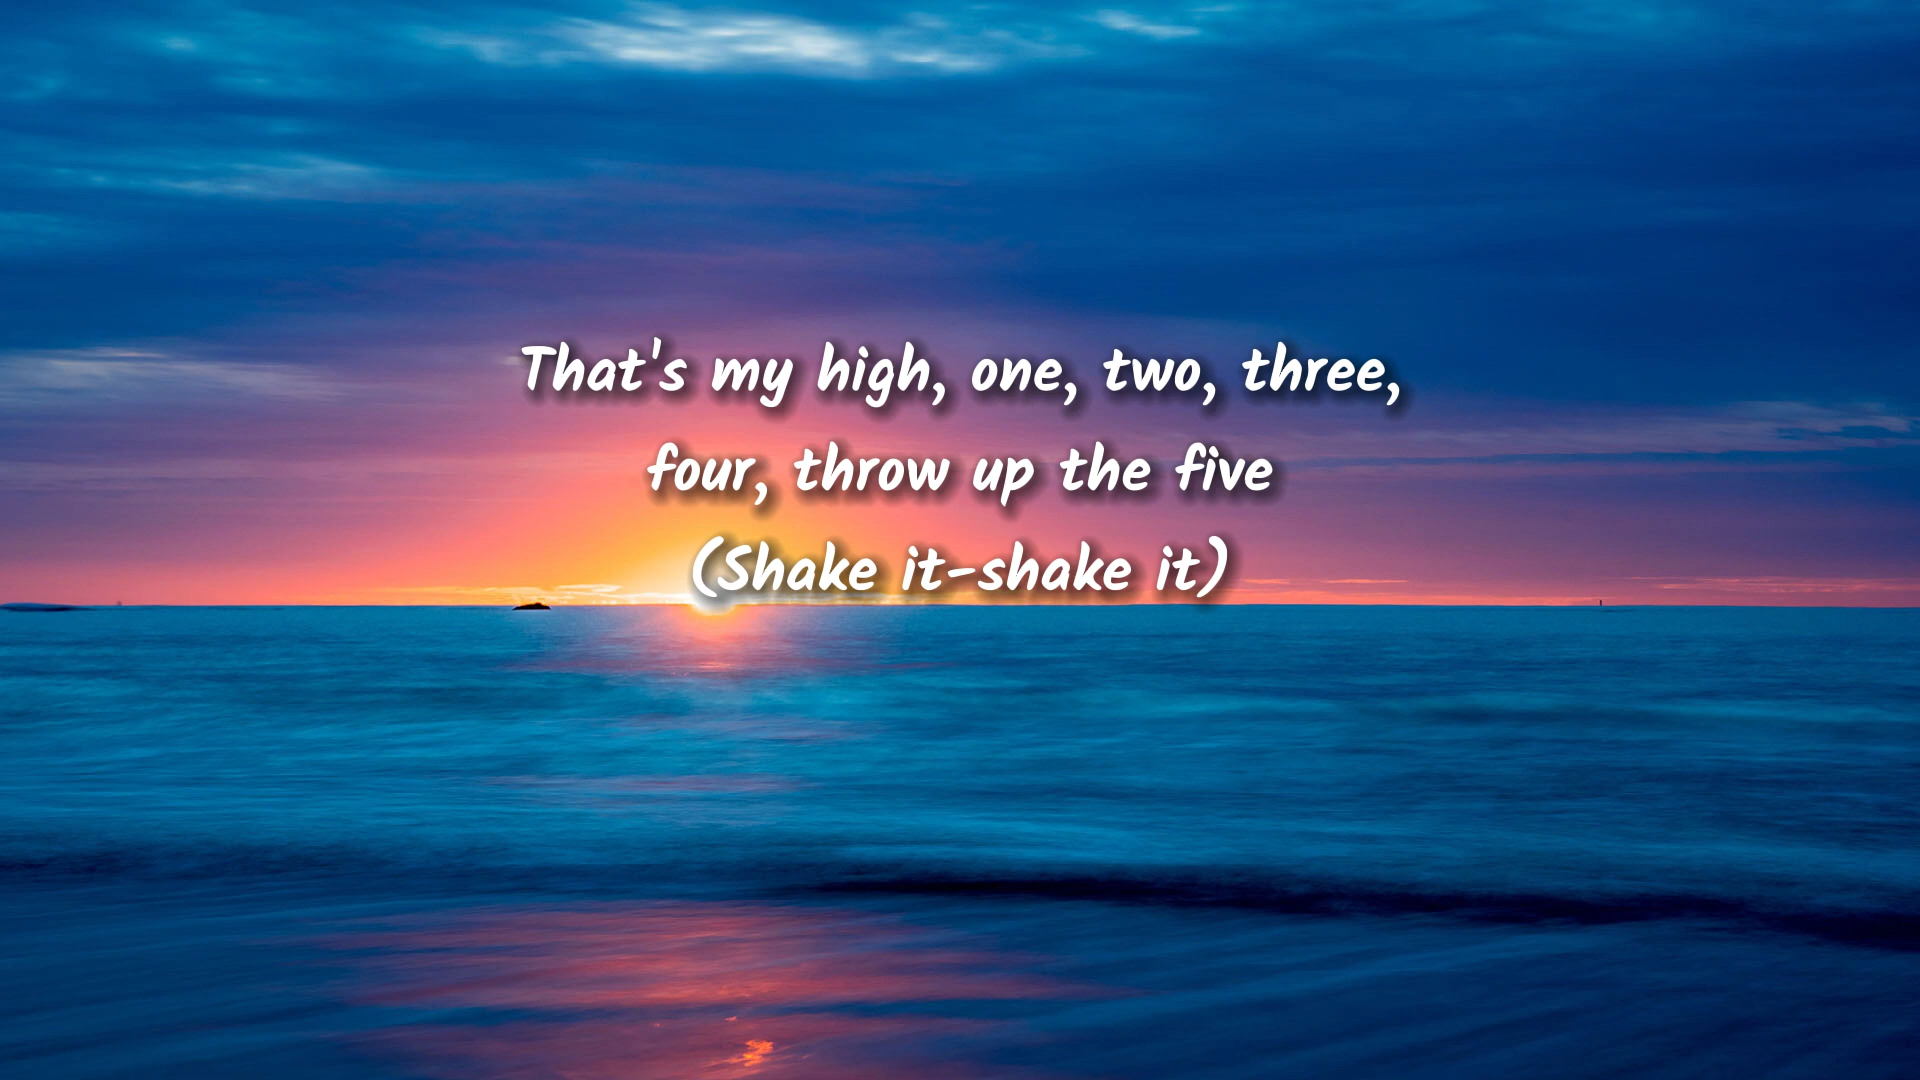 That's my high, one, two, three,
four, throw up the five
(Shake it-shake it)